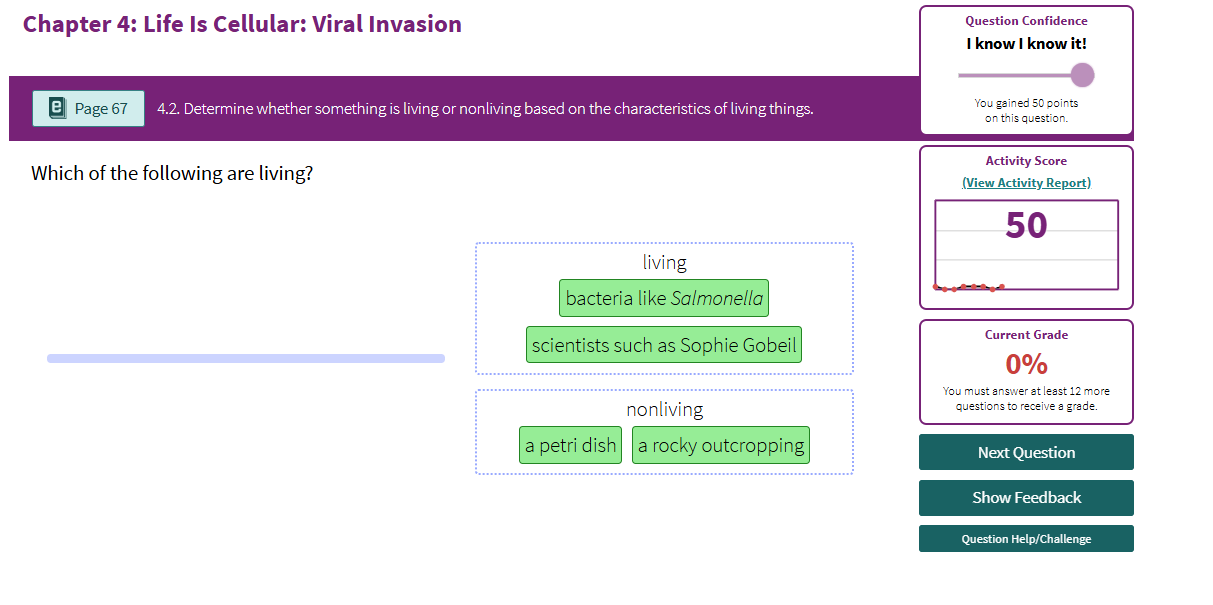 Chapter 4: Life Is Cellular: Viral Invasion
Page 67
4.2. Determine whether something is living or nonliving based on the characteristics of living things.
Which of the following are living?
living
bacteria like Salmonella
scientists such as Sophie Gobeil
nonliving
a petri dish
a rocky outcropping
Question Confidence
I know I know it!
You gained 50 points
on this question.
Activity Score
(View Activity Report)
50
Current Grade
0%
You must answer at least 12 more
questions to receive a grade.
Next Question
Show Feedback
Question Help/Challenge